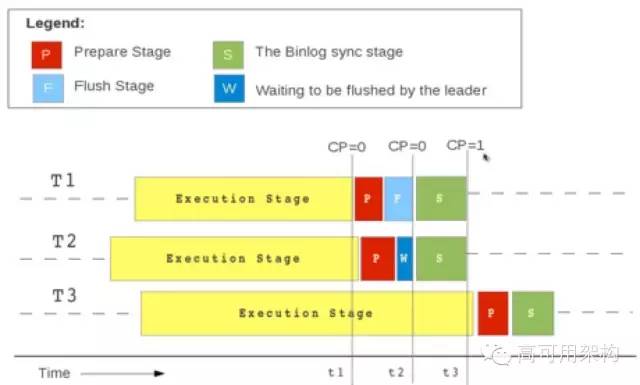 Legend:
P Prepare Stage S The Binlog sync stage
F Flush Stage W Waiting to be flushed by the leader
CP=0 CP=0 CP=1
T1
Execution Stage P F S
T2
Execution Stage P W S
T3
Execution Stage P S
Time t1 t2 t3
高可用架构